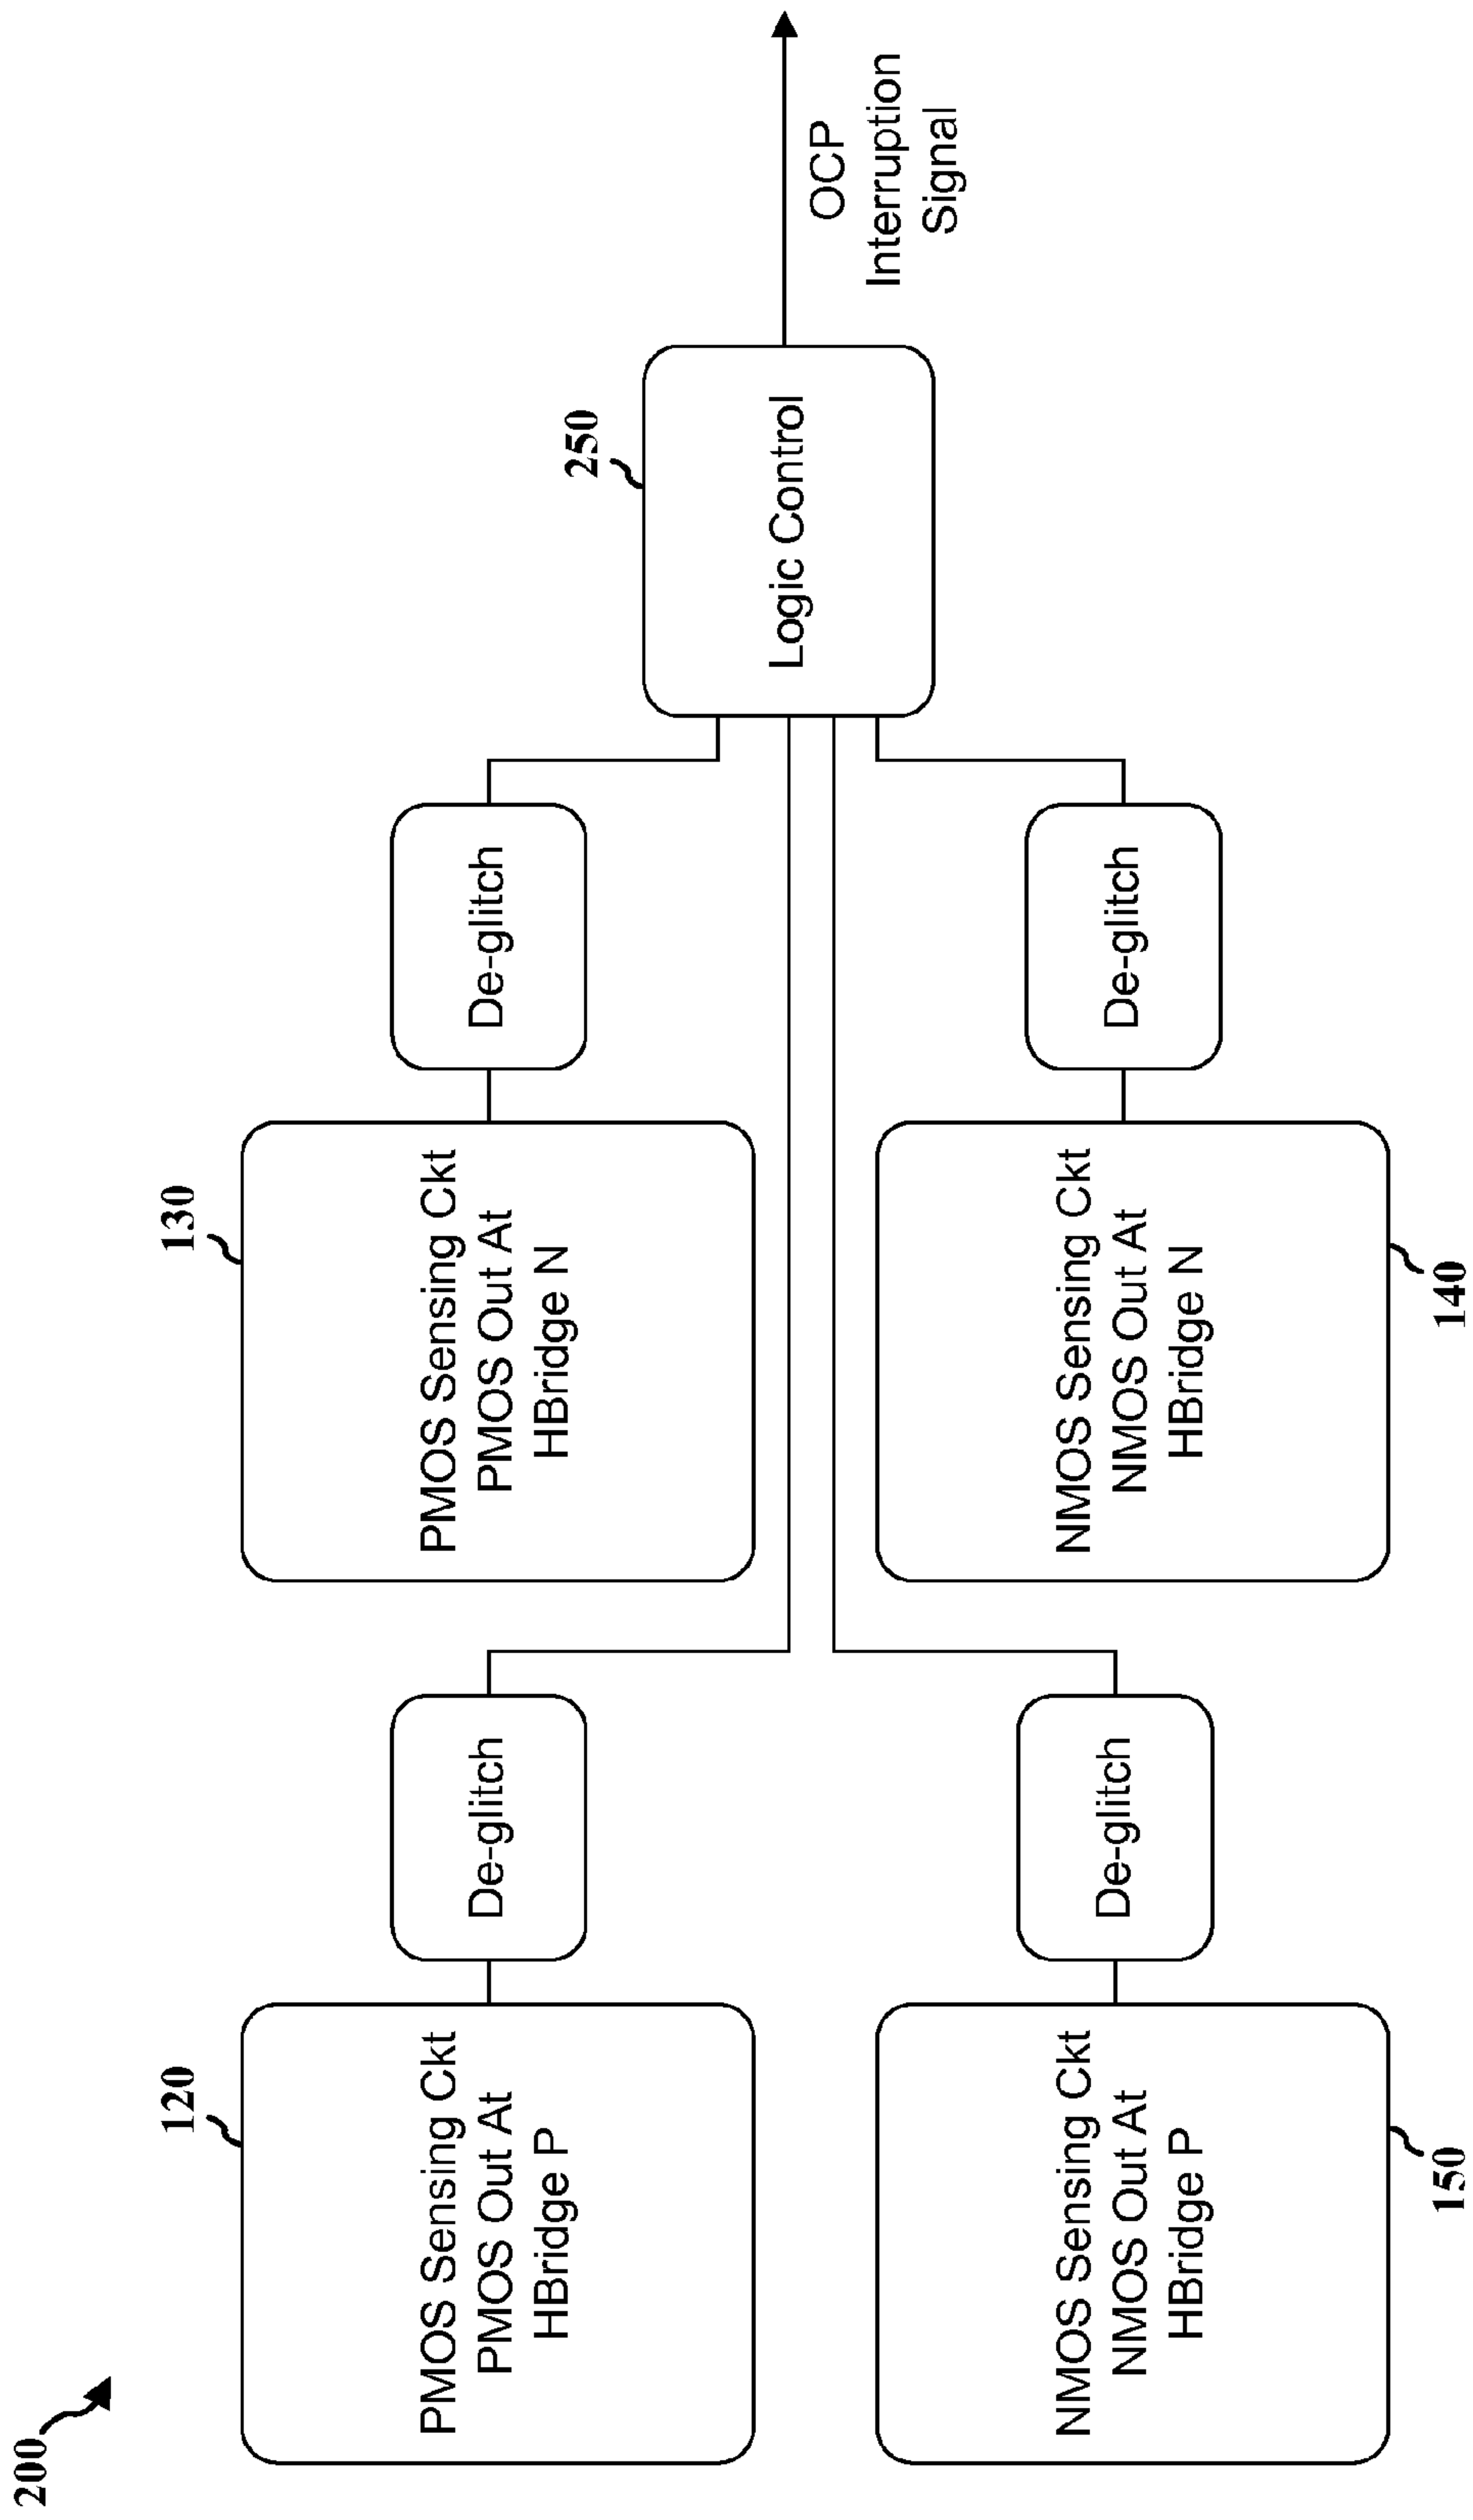 200
120
PMOS Sensing Ckt
PMOS Out At
HBridge P
De-glitch
130
PMOS Sensing Ckt
PMOS Out At
HBridge N
De-glitch
250
Logic Control
OCP
Interruption
Signal
NMOS Sensing Ckt
NMOS Out At
HBridge P
150
De-glitch
NMOS Sensing Ckt
NMOS Out At
HBridge N
140
De-glitch